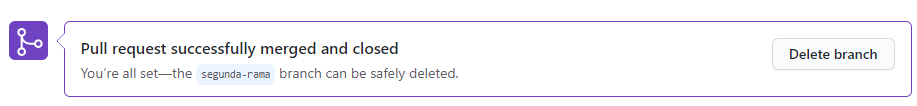 Pull request successfully merged and closed
You’re all set—the segunda-rama branch can be safely deleted.
Delete branch